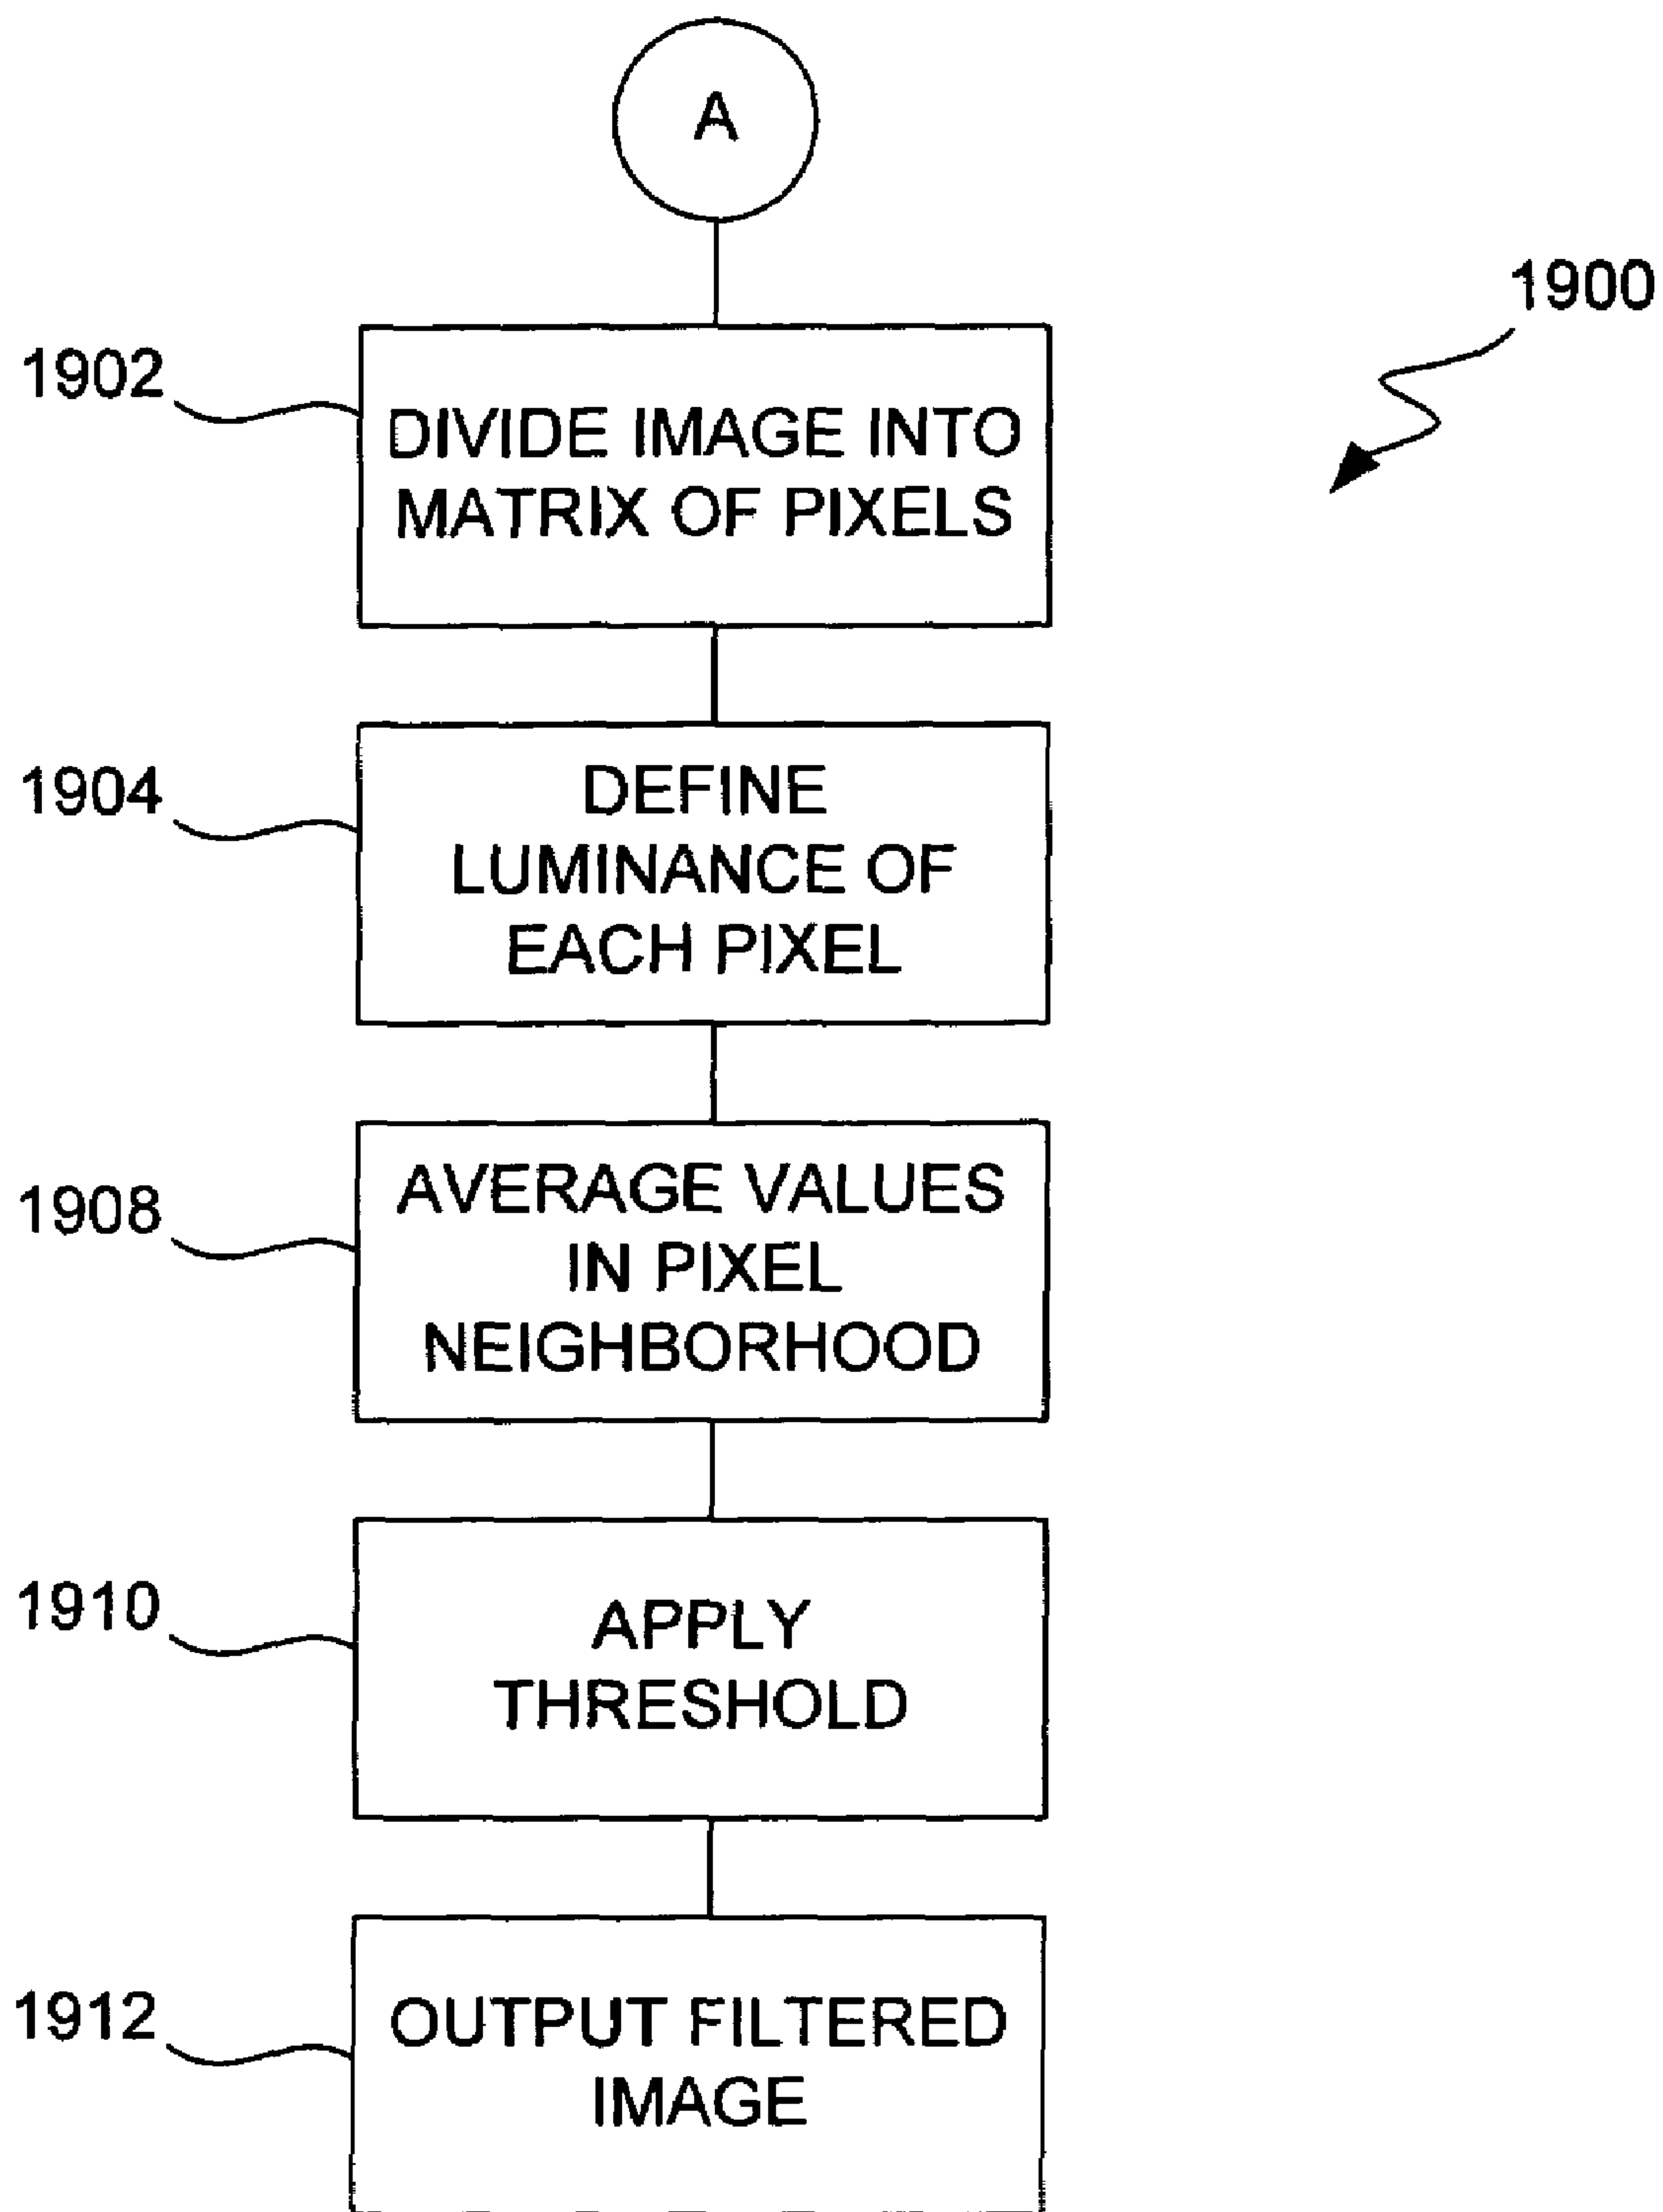 A
1900
1902
DIVIDE IMAGE INTO
MATRIX OF PIXELS
1904
DEFINE
LUMINANCE OF
EACH PIXEL
1908
AVERAGE VALUES
IN PIXEL
NEIGHBORHOOD
1910
APPLY
THRESHOLD
1912
OUTPUT FILTERED
IMAGE